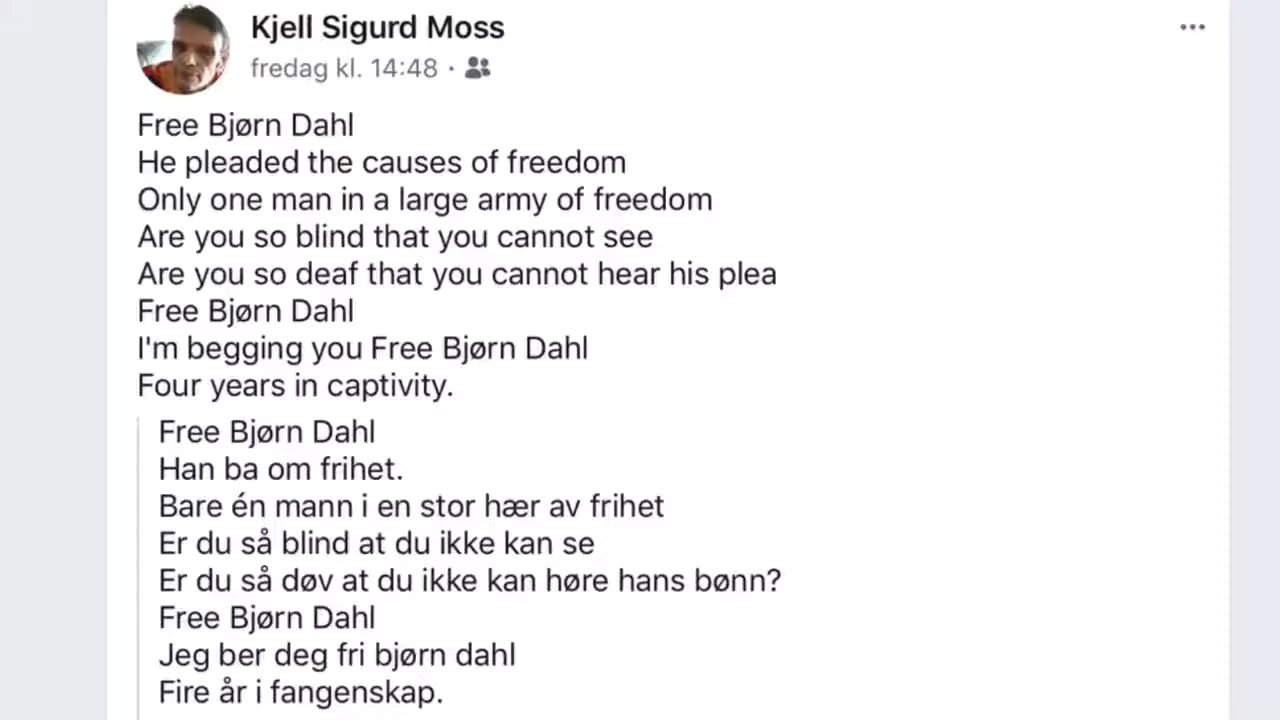 Kjell Sigurd Moss
fredag kl. 14:48 ·
Free Bjørn Dahl
He pleaded the causes of freedom
Only one man in a large army of freedom
Are you so blind that you cannot see
Are you so deaf that you cannot hear his plea
Free Bjørn Dahl
I'm begging you Free Bjørn Dahl
Four years in captivity.
Free Bjørn Dahl
Han ba om frihet.
Bare én mann i en stor hær av frihet
Er du så blind at du ikke kan se
Er du så døv at du ikke kan høre hans bønn?
Free Bjørn Dahl
Jeg ber deg fri bjørn dahl
Fire år i fangenskap.